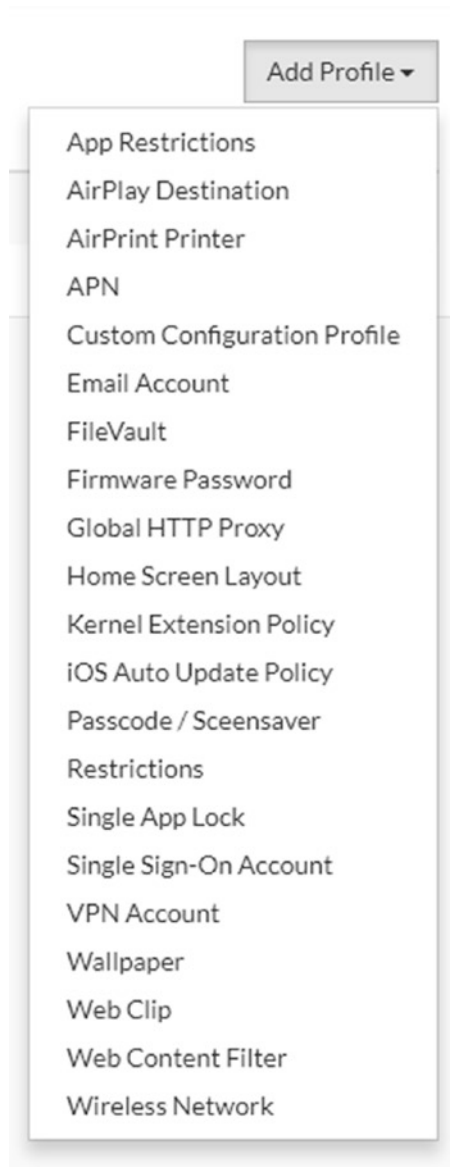 Add Profile
App Restrictions
AirPlay Destination
AirPrint Printer
APN
Custom Configuration Profile
Email Account
FileVault
Firmware Password
Global HTTP Proxy
Home Screen Layout
Kernel Extension Policy
iOS Auto Update Policy
Passcode / Sceensaver
Restrictions
Single App Lock
Single Sign-On Account
VPN Account
Wallpaper
Web Clip
Web Content Filter
Wireless Network